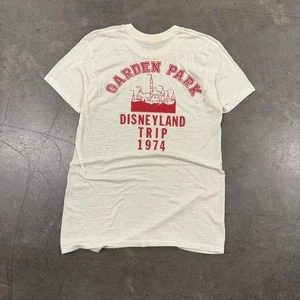 GARDEN PARK
DISNEYLAND
TRIP
1974